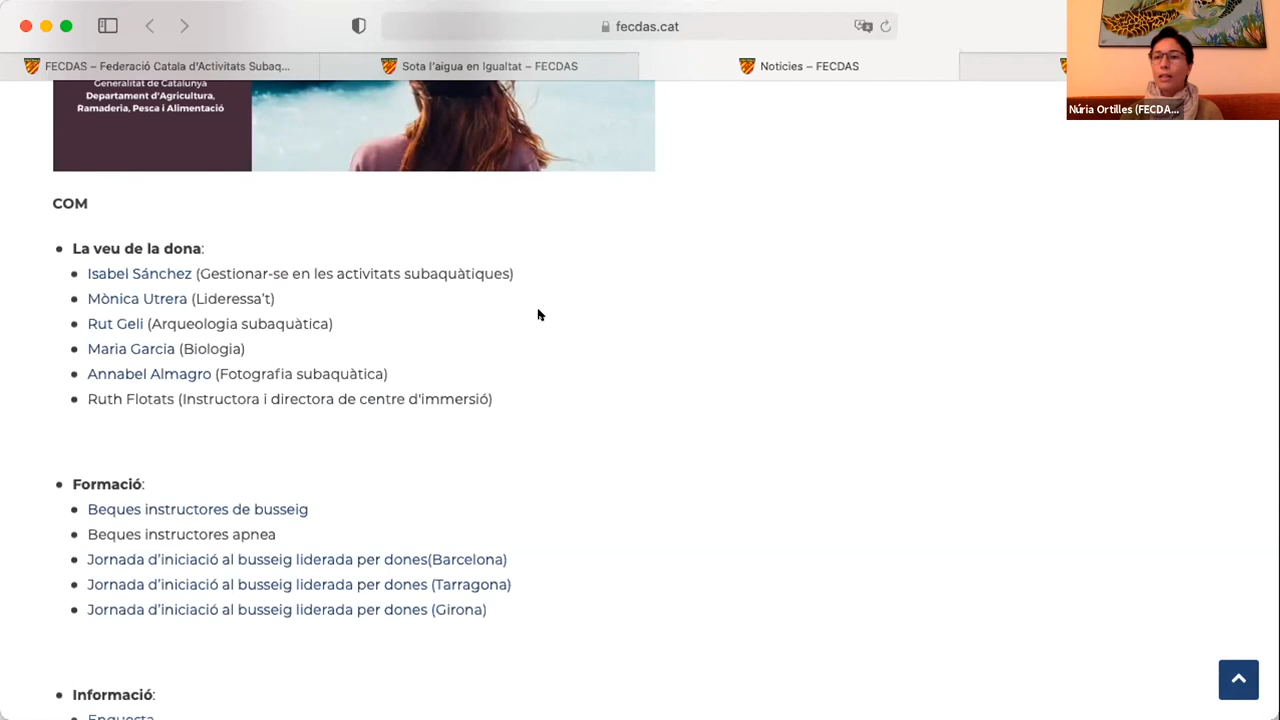 fecdas.cat
FECDAS – Federació Catala d'Activitats Subaq...
Sota l'aigua en Igualtat – FECDAS
Noticies – FECDAS
Núria Ortilles (FECDA...
Generalitat de Catalunya
Departament d'Agricultura,
Ramaderia, Pesca i Alimentació
COM
La veu de la dona:
Isabel Sánchez (Gestionar-se en les activitats subaquàtiques)
Mònica Utrera (Lideressa't)
Rut Geli (Arqueologia subaquàtica)
Maria Garcia (Biologia)
Annabel Almagro (Fotografia subaquàtica)
Ruth Flotats (Instructora i directora de centre d'immersió)
Formació:
Beques instructores de busseig
Beques instructores apnea
Jornada d'iniciació al busseig liderada per dones(Barcelona)
Jornada d'iniciació al busseig liderada per dones (Tarragona)
Jornada d'iniciació al busseig liderada per dones (Girona)
Informació:
Enquesta